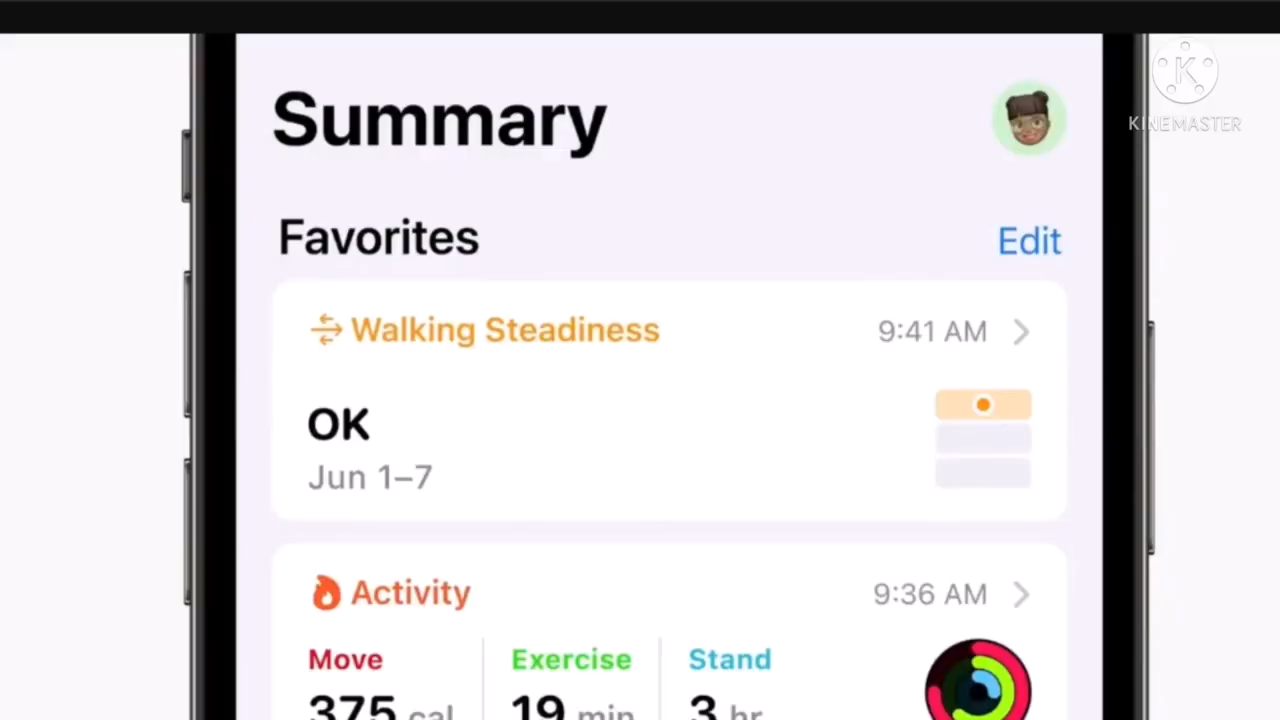 Summary
K
KINEMASTER
Favorites
Edit
Walking Steadiness
9:41 AM
OK
Jun 1–7
Activity
9:36 AM
Move
Exercise
Stand
375 cal
19 min
3 hr